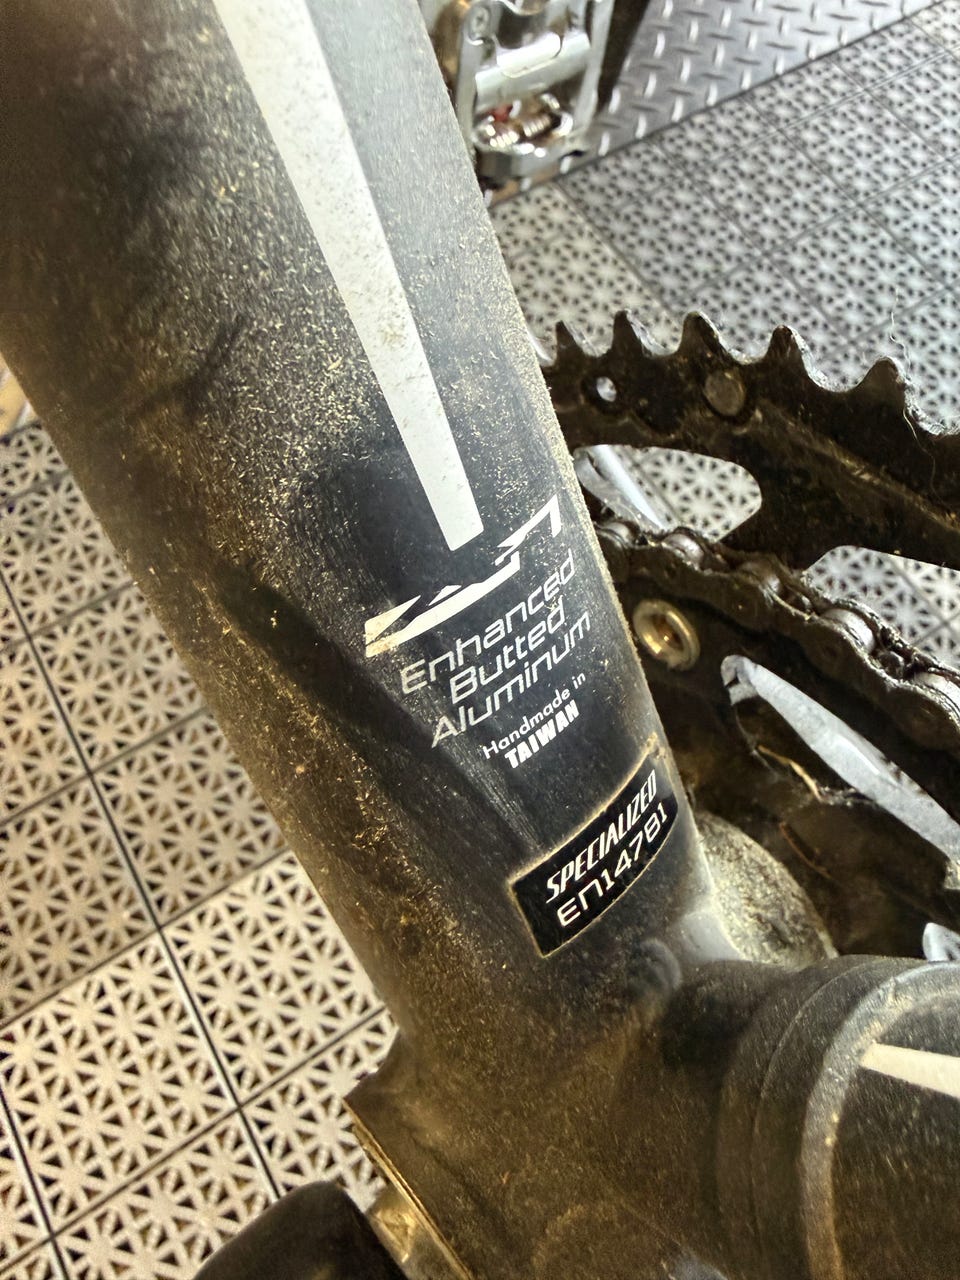 Enhanced
Butted
Aluminum
Handmade in
TAIWAN
SPECIALIZED
EN14781